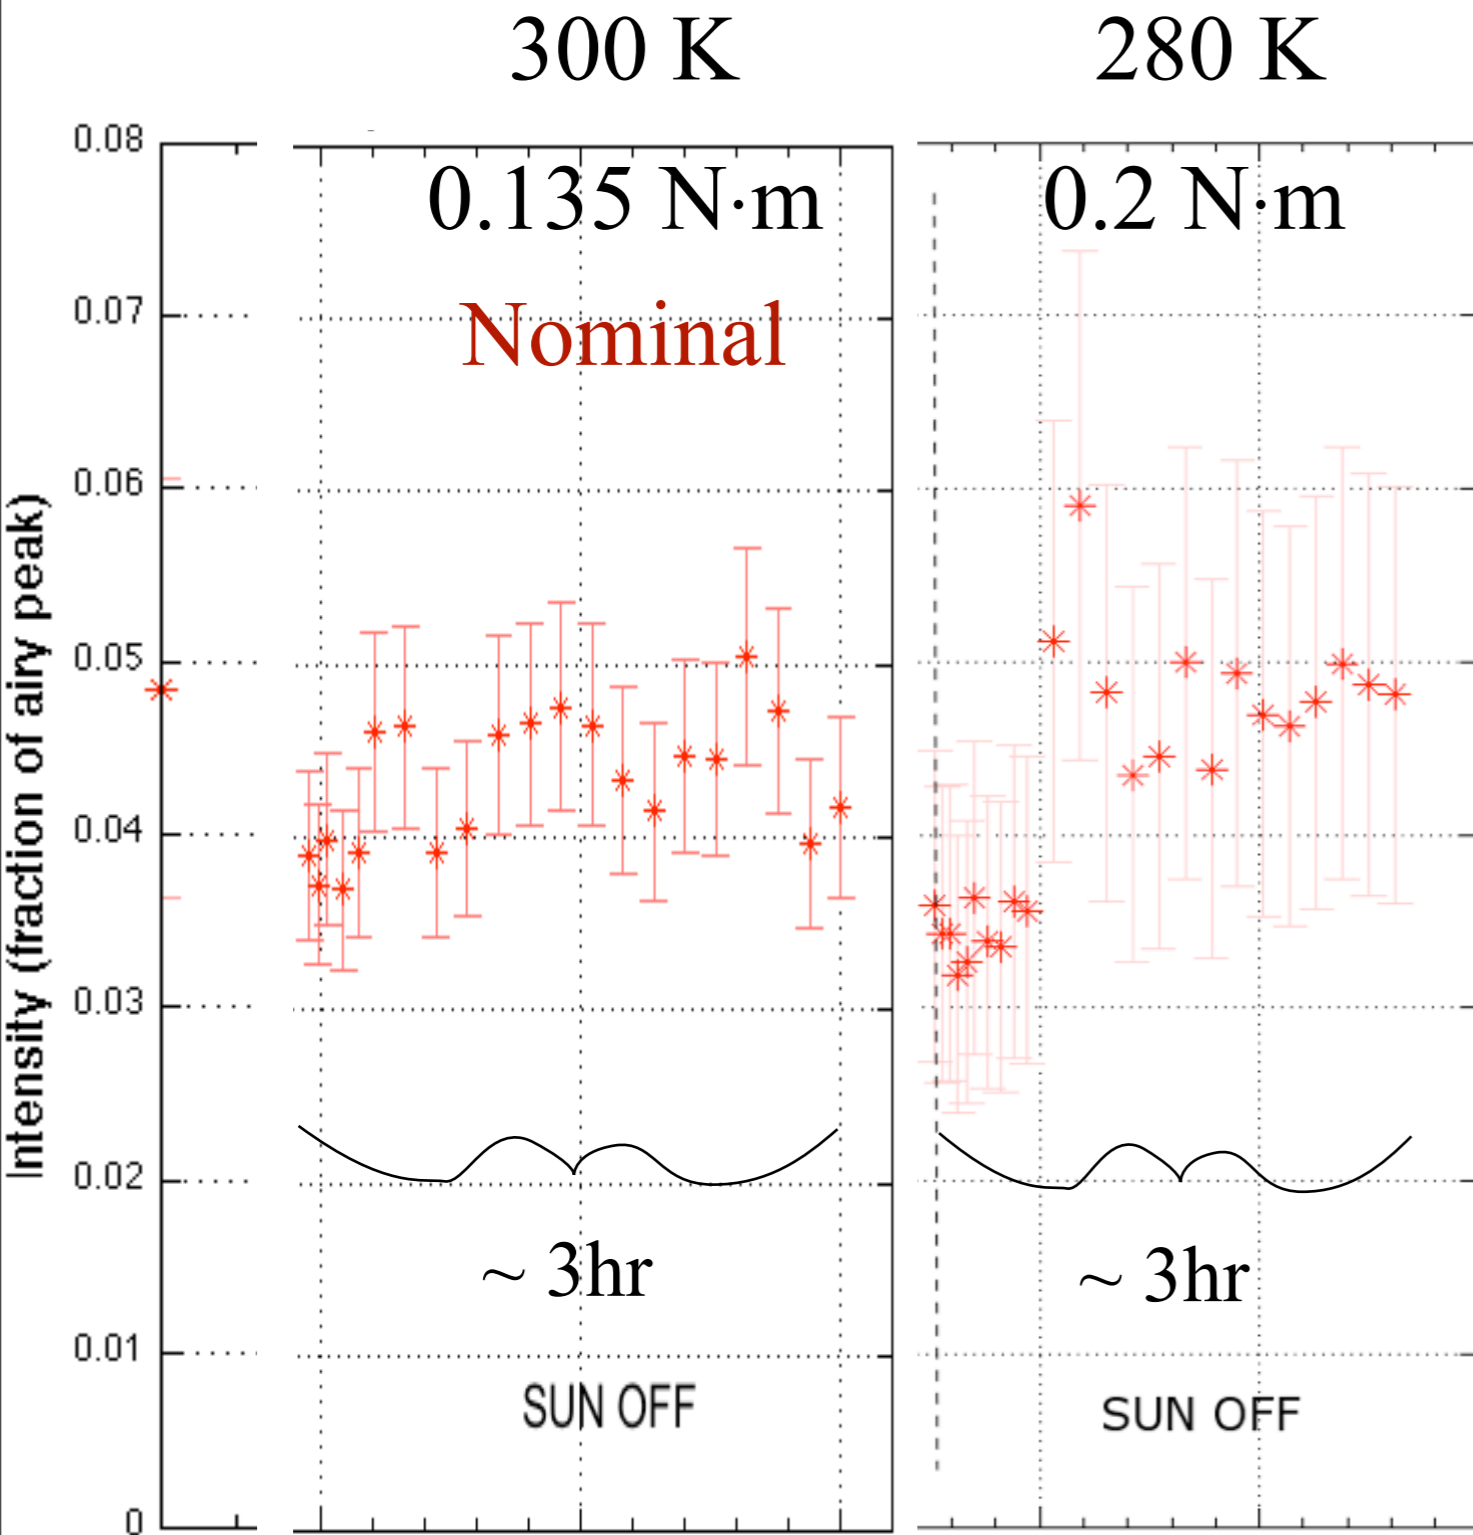 300 K
280 K
0.135 N·m
0.2 N·m
Nominal
Intensity (fraction of airy peak)
0.08
0.07
0.06
0.05
0.04
0.03
0.02
0.01
0
~ 3hr
~ 3hr
SUN OFF
SUN OFF